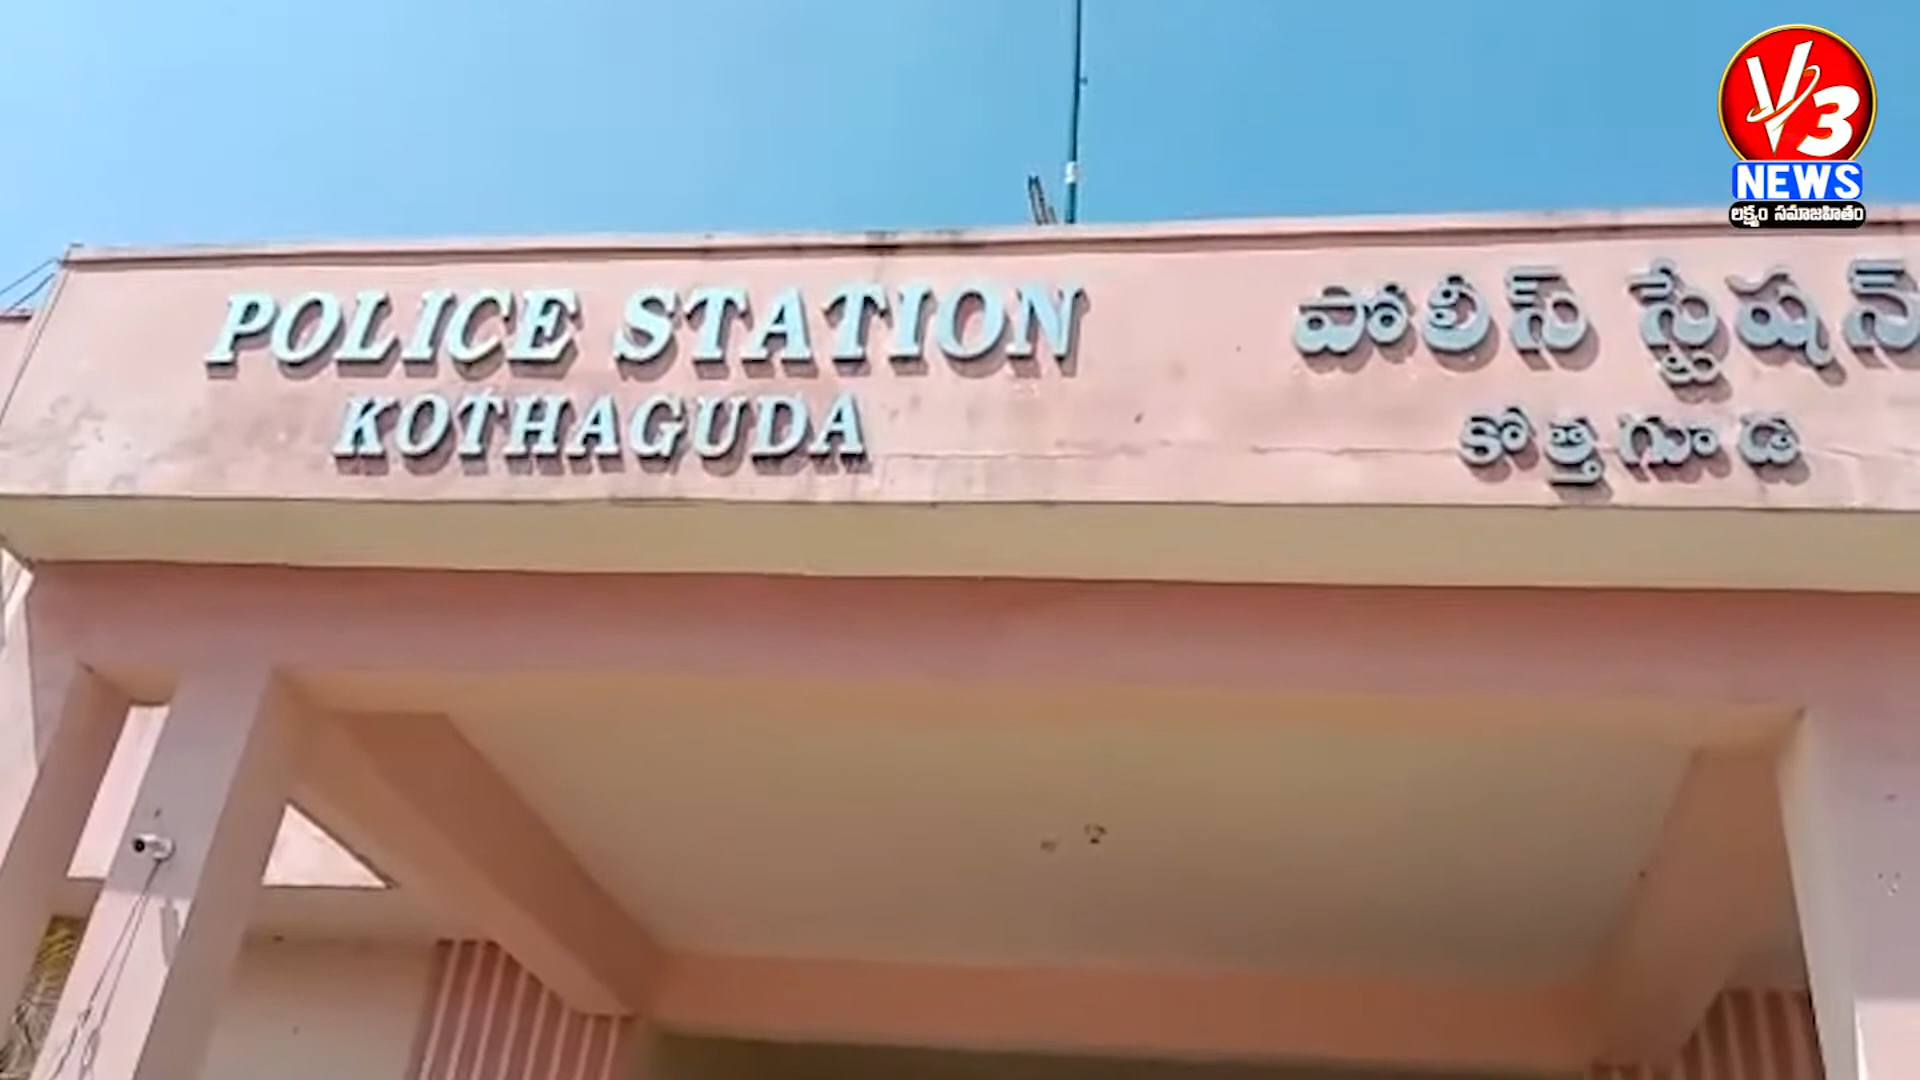 POLICE STATION
KOTHAGUDA
పోలీస్ స్టేషన్
కొత్తగూడ
V3
NEWS
లక్ష్యం సమాజహితం